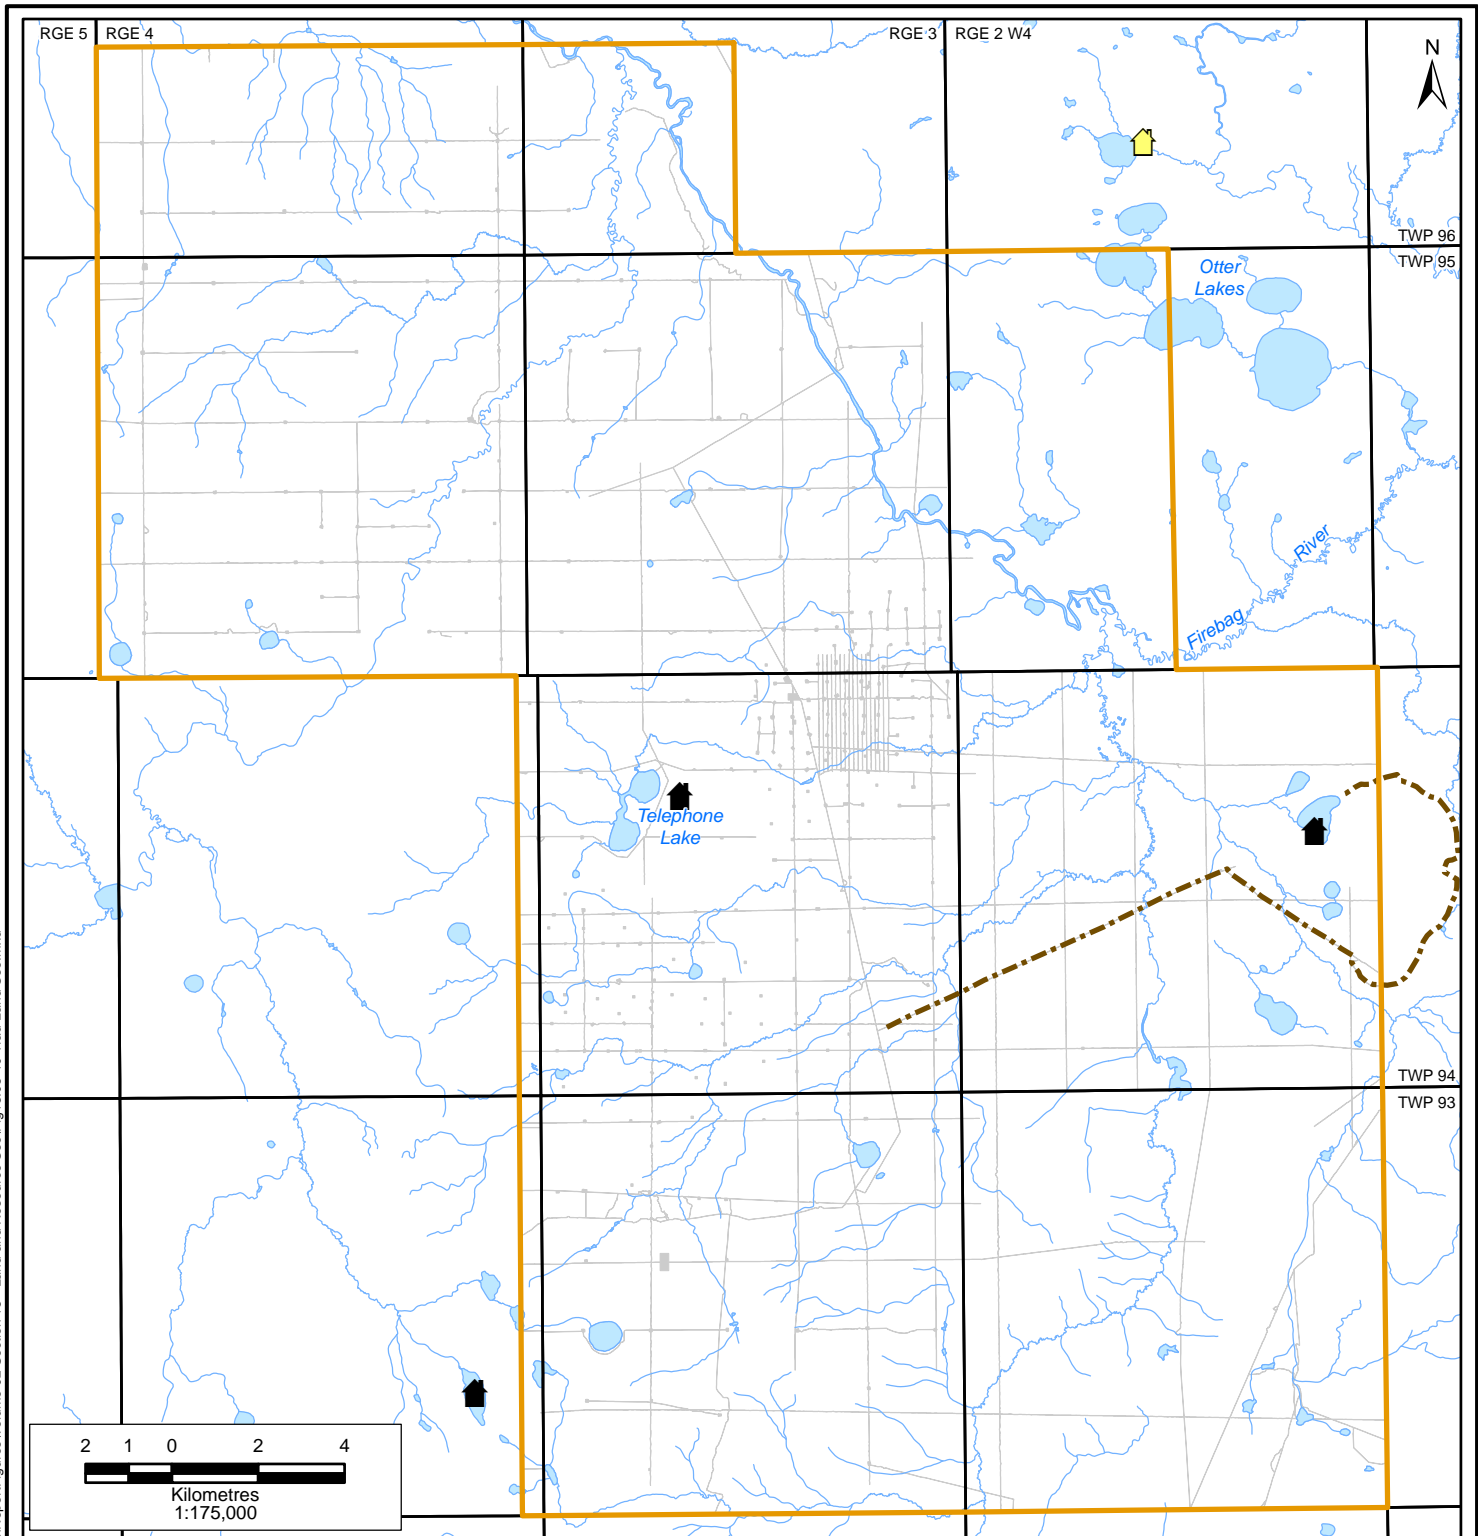 RGE 5
RGE 4
RGE 3
RGE 2 W4
N
TWP 96
TWP 95
Otter
Lakes
River
Firebag
Telephone
Lake
TWP 94
TWP 93
2 1 0 2 4
Kilometres
1:175,000